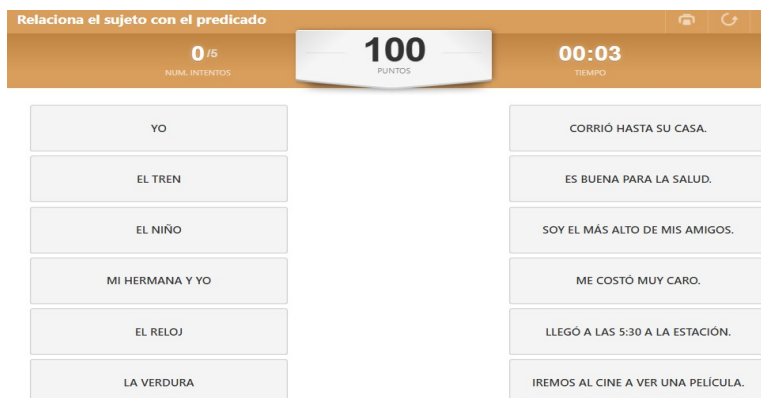 Relaciona el sujeto con el predicado
0/5
NUM. INTENTOS
100
PUNTOS
00:03
TIEMPO
YO
CORRIÓ HASTA SU CASA.
EL TREN
ES BUENA PARA LA SALUD.
EL NIÑO
SOY EL MÁS ALTO DE MIS AMIGOS.
MI HERMANA Y YO
ME COSTÓ MUY CARO.
EL RELOJ
LLEGÓ A LAS 5:30 A LA ESTACIÓN.
LA VERDURA
IREMOS AL CINE A VER UNA PELÍCULA.